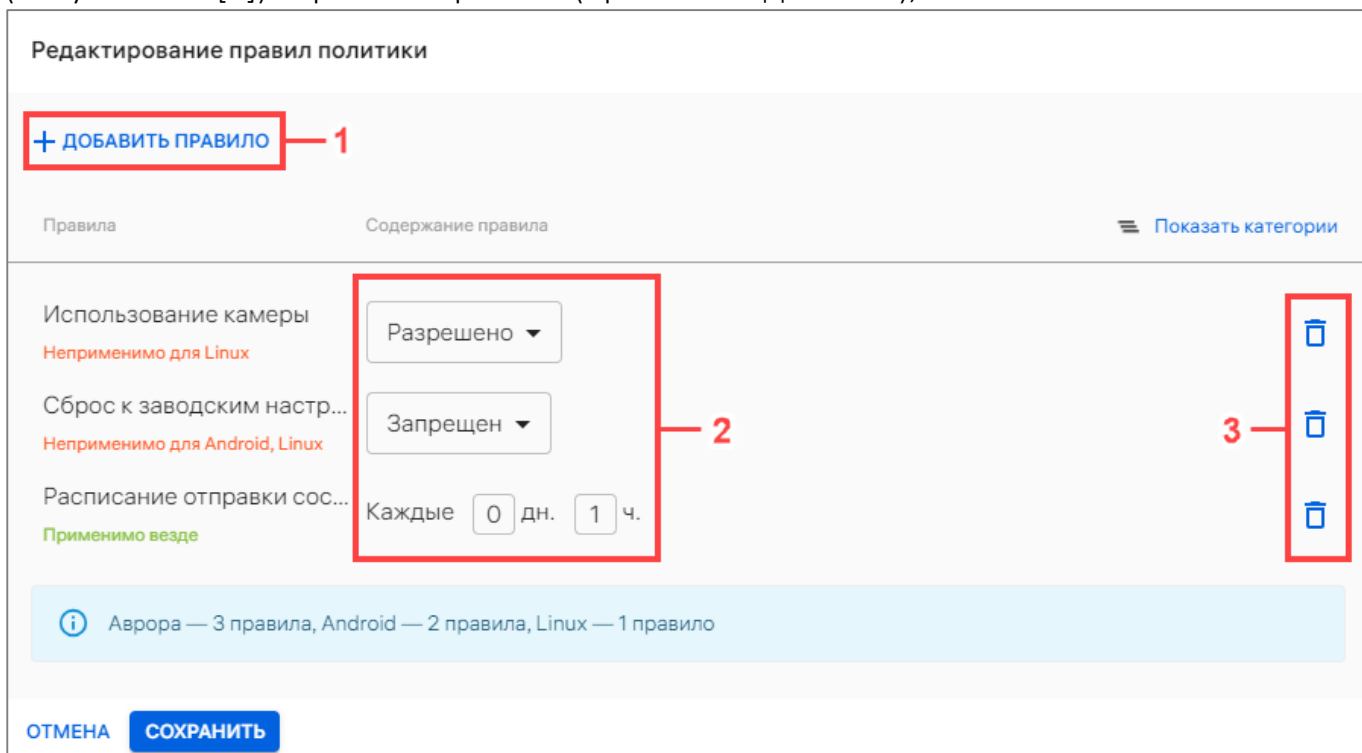 Редактирование правил политики
+ ДОБАВИТЬ ПРАВИЛО 1
Правила Содержание правила Показать категории
Использование камеры Разрешено
Неприменимо для Linux
Сброс к заводским настр... Запрещен 2 3
Неприменимо для Android, Linux
Расписание отправки сос... Каждые 0 дн. 1 ч.
Применимо везде
Аврора — 3 правила, Android — 2 правила, Linux — 1 правило
ОТМЕНА СОХРАНИТЬ